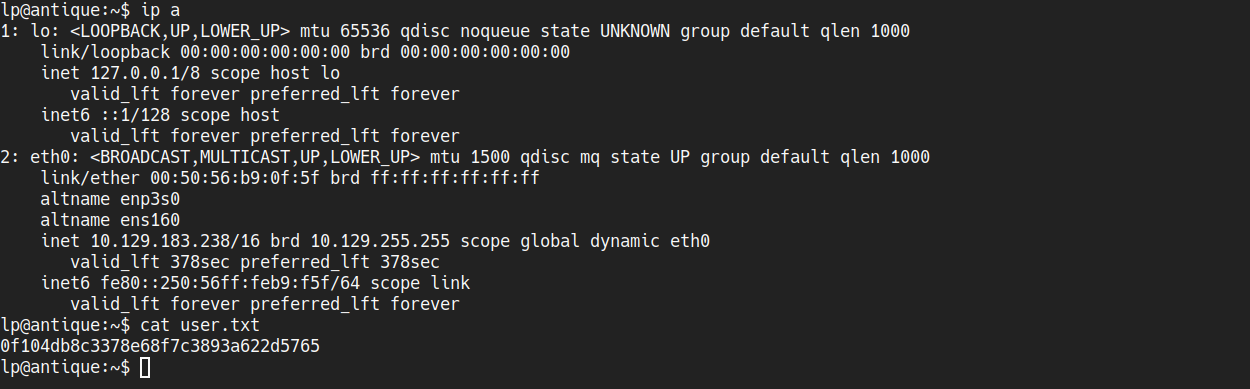 lp@antique:~$ ip a
1: lo: <LOOPBACK,UP,LOWER_UP> mtu 65536 qdisc noqueue state UNKNOWN group default qlen 1000
    link/loopback 00:00:00:00:00:00 brd 00:00:00:00:00:00
    inet 127.0.0.1/8 scope host lo
       valid_lft forever preferred_lft forever
    inet6 ::1/128 scope host
       valid_lft forever preferred_lft forever
2: eth0: <BROADCAST,MULTICAST,UP,LOWER_UP> mtu 1500 qdisc mq state UP group default qlen 1000
    link/ether 00:50:56:b9:0f:5f brd ff:ff:ff:ff:ff:ff
    altname enp3s0
    altname ens160
    inet 10.129.183.238/16 brd 10.129.255.255 scope global dynamic eth0
       valid_lft 378sec preferred_lft 378sec
    inet6 fe80::250:56ff:feb9:f5f/64 scope link
       valid_lft forever preferred_lft forever
lp@antique:~$ cat user.txt
0f104db8c3378e68f7c3893a622d5765
lp@antique:~$